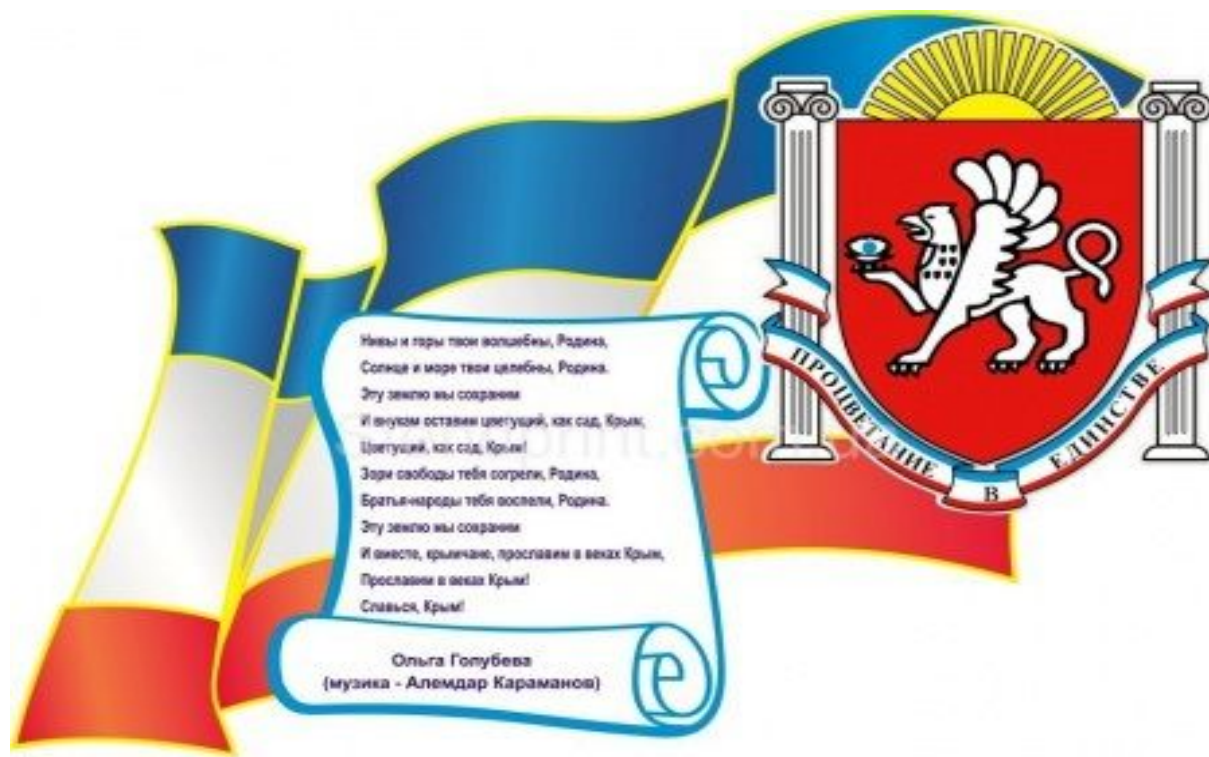 Нивы и горы твои волшебны, Родина,
Солнце и море твои целебны, Родина.
Эту землю мы сохраним
И внукам оставим цветущий, как сад, Крым,
Цветущий, как сад, Крым!
Зори свободы тебя согрели, Родина,
Братья-народы тебя воспели, Родина.
Эту землю мы сохраним
И вместе, крымчане, прославим в веках Крым,
Прославим в веках Крым!
Славься, Крым!
Ольга Голубева
(музика - Алемдар Караманов)
ПРОЦВЕТАНИЕ В ЕДИНСТВЕ